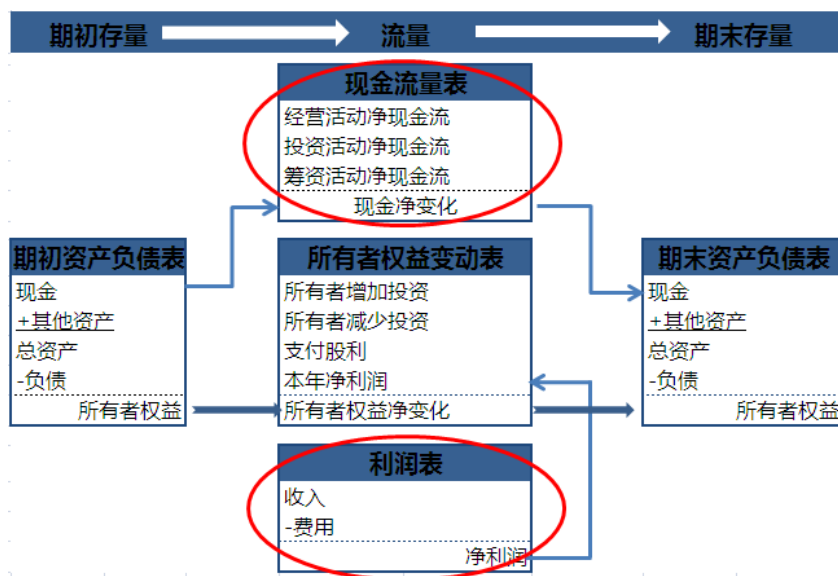 期初存量
流量
期末存量
现金流量表
经营活动净现金流
投资活动净现金流
筹资活动净现金流
现金净变化
期初资产负债表
现金
+其他资产
总资产
-负债
所有者权益
所有者权益变动表
所有者增加投资
所有者减少投资
支付股利
本年净利润
所有者权益净变化
期末资产负债表
现金
+其他资产
总资产
-负债
所有者权益
利润表
收入
-费用
净利润